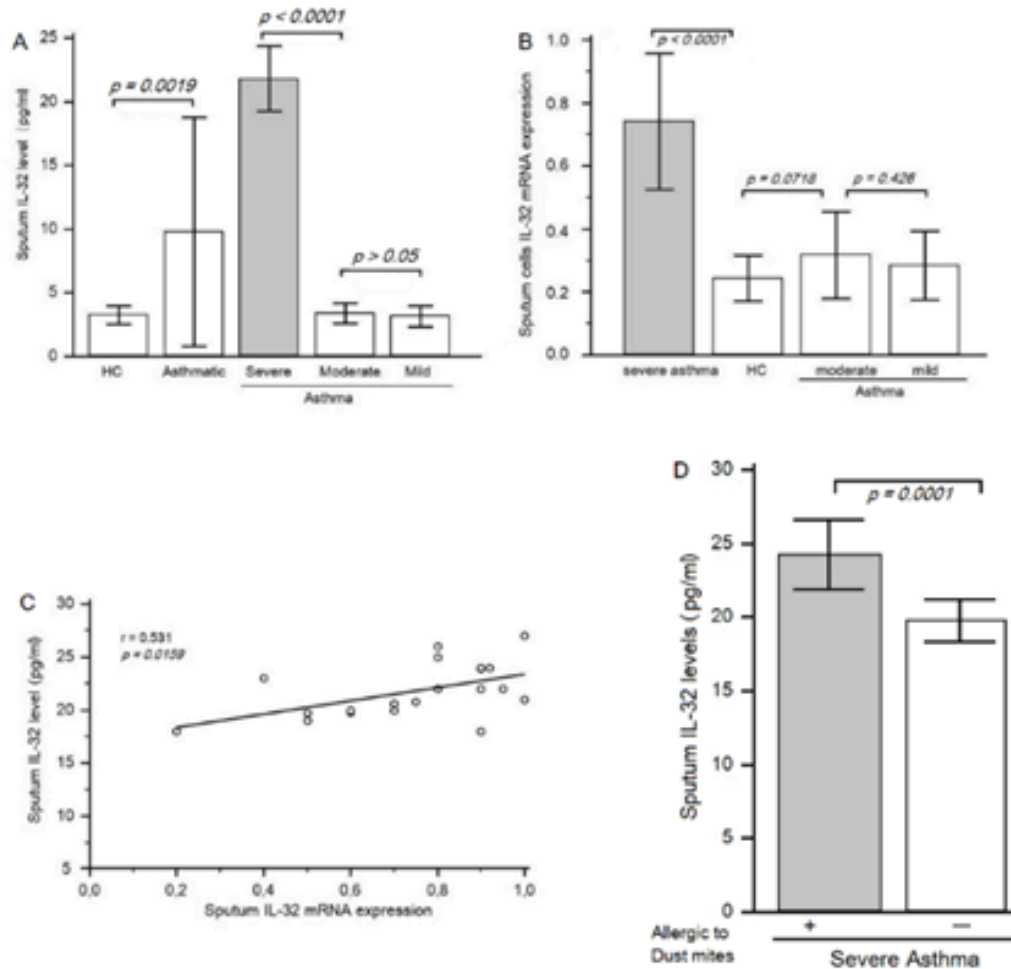 A
p < 0.0001
p = 0.0019
p > 0.05
Sputum IL-32 level (pg/ml)
25
20
15
10
5
0
HC Asthmatic Severe Moderate Mild
Asthma
B
p < 0.0001
p = 0.0718
p = 0.426
Sputum cells IL-32 mRNA expression
1.0
0.8
0.6
0.4
0.2
0.0
severe asthma HC moderate mild
Asthma
C
r = 0.531
p = 0.0159
Sputum IL-32 level (pg/ml)
30
25
20
15
10
5
0,0 0,2 0,4 0,6 0,8 1,0
Sputum IL-32 mRNA expression
D
p = 0.0001
Sputum IL-32 levels (pg/ml)
30
25
20
15
10
5
0
Allergic to
Dust mites
+ —
Severe Asthma